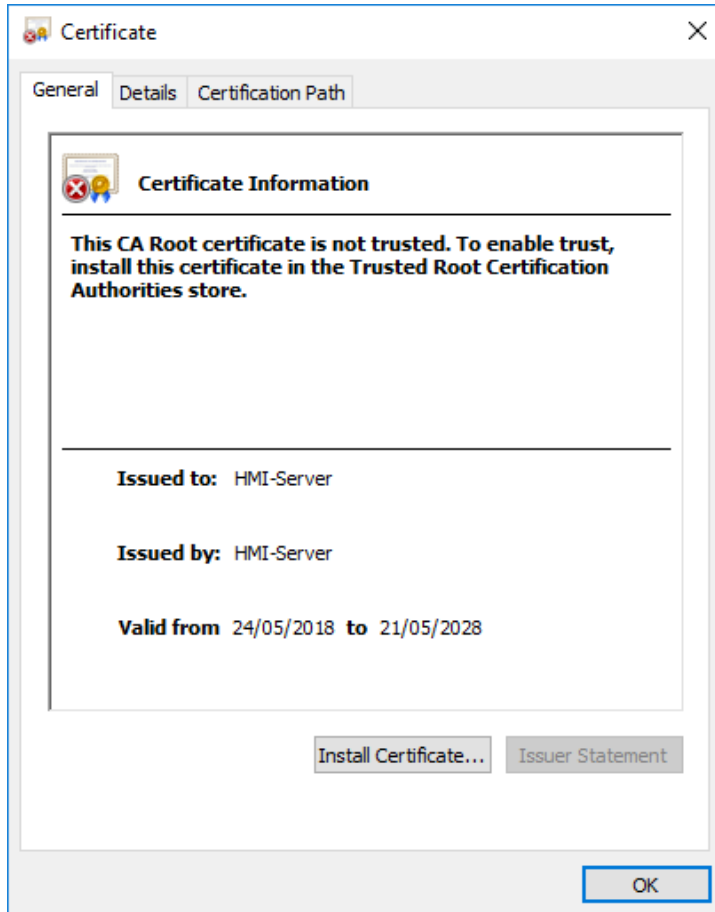 Certificate
General Details Certification Path
Certificate Information
This CA Root certificate is not trusted. To enable trust,
install this certificate in the Trusted Root Certification
Authorities store.
Issued to: HMI-Server
Issued by: HMI-Server
Valid from 24/05/2018 to 21/05/2028
Install Certificate... Issuer Statement
OK